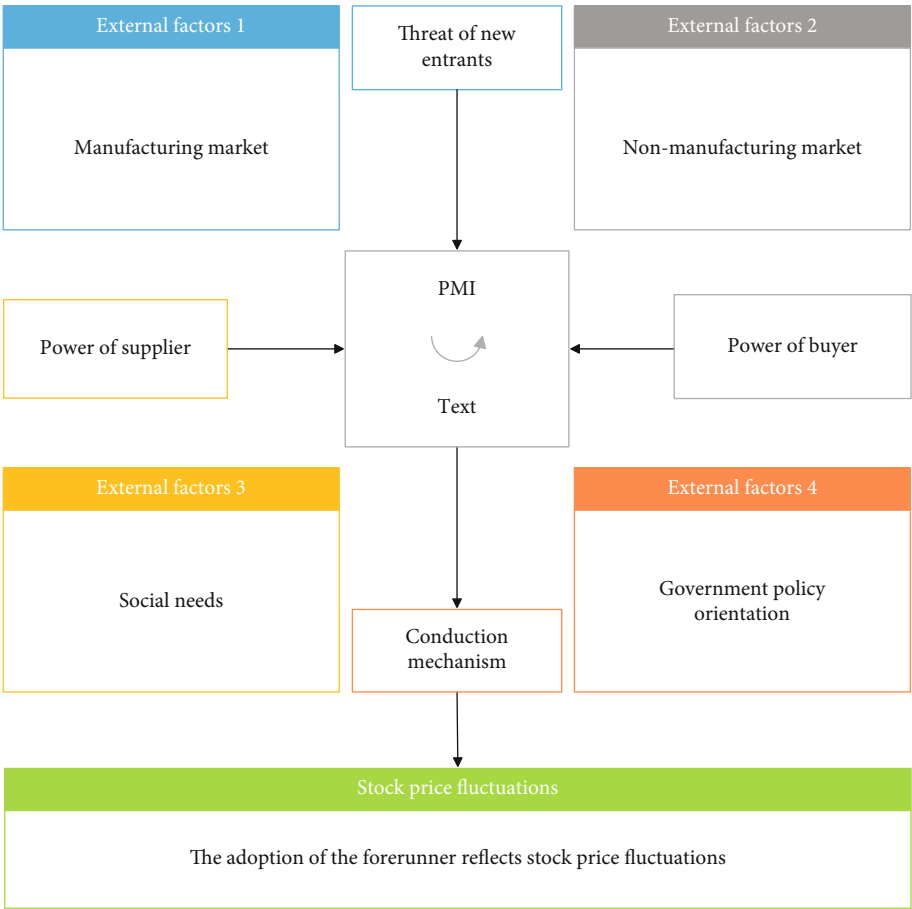 External factors 1
Manufacturing market
Threat of new
entrants
External factors 2
Non-manufacturing market
Power of supplier
PMI
Text
Power of buyer
External factors 3
Social needs
Conduction
mechanism
External factors 4
Government policy
orientation
Stock price fluctuations
The adoption of the forerunner reflects stock price fluctuations